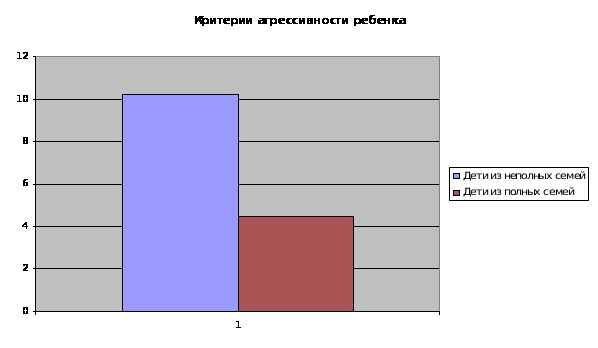 Критерии агрессивности ребенка
12
10
8
6
4
2
0
1
Дети из неполных семей
Дети из полных семей